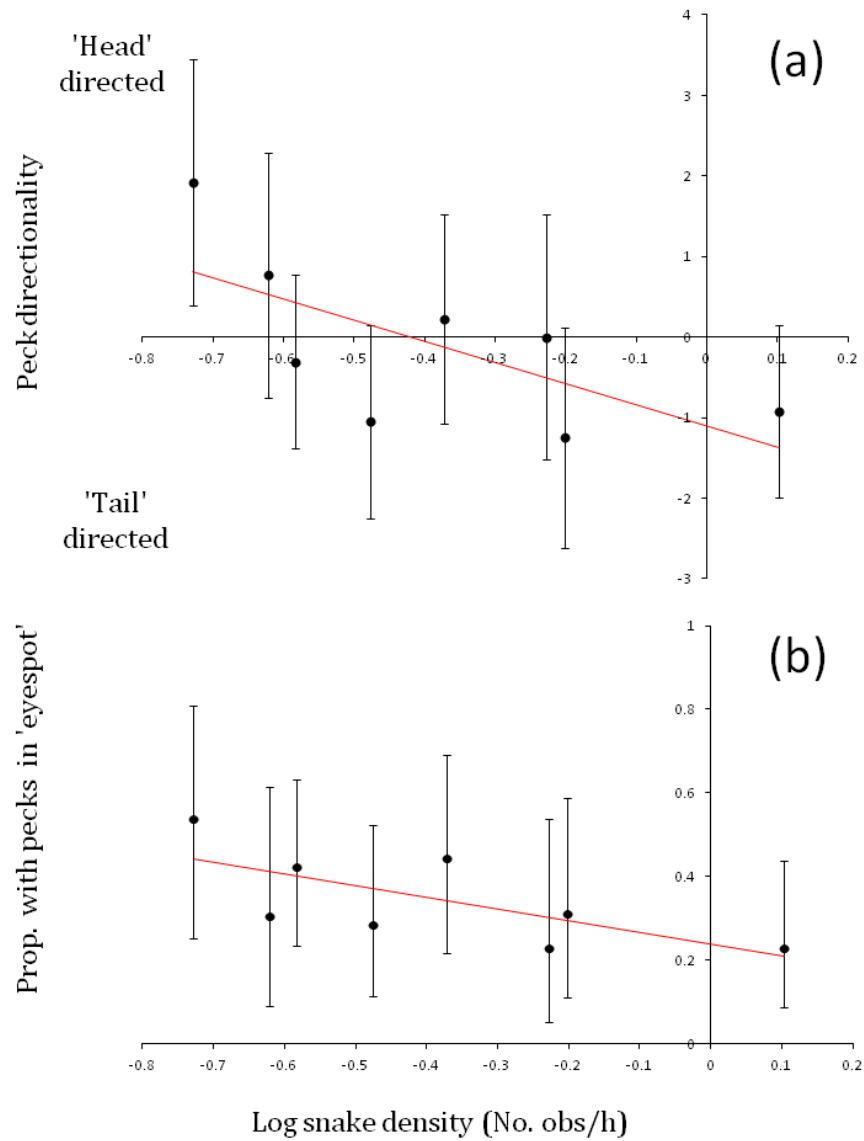 'Head'
directed
(a)
Peck directionality
'Tail'
directed
4
3
2
1
0
-1
-2
-3
-0.8 -0.7 -0.6 -0.5 -0.4 -0.3 -0.2 -0.1 0 0.1 0.2
(b)
Prop. with pecks in 'eyespot'
1
0.8
0.6
0.4
0.2
0
-0.8 -0.7 -0.6 -0.5 -0.4 -0.3 -0.2 -0.1 0 0.1 0.2
Log snake density (No. obs/h)